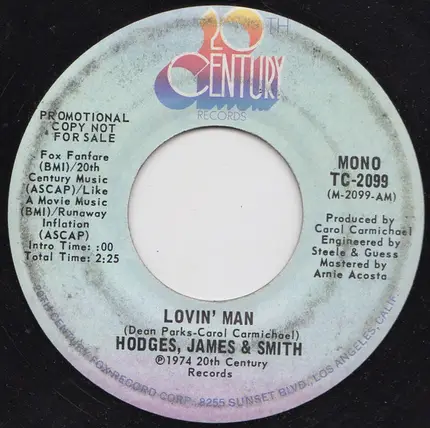 20TH
CENTURY
RECORDS
PROMOTIONAL
COPY NOT
FOR SALE
Fox Fanfare
(BMI)/20th
Century Music
(ASCAP)/Like
A Movie Music
(BMI)/Runaway
Inflation
(ASCAP)
Intro Time: :00
Total Time: 2:25
MONO
TC-2099
(M-2099-AM)
Produced by
Carol Carmichael
Engineered by
Steele & Guess
Mastered by
Arnie Acosta
LOVIN' MAN
(Dean Parks-Carol Carmichael)
HODGES, JAMES & SMITH
℗1974 20th Century
Records
20TH CENTURY FOX-RECORD CORP. 8255 SUNSET BLVD., LOS ANGELES, CALIF.